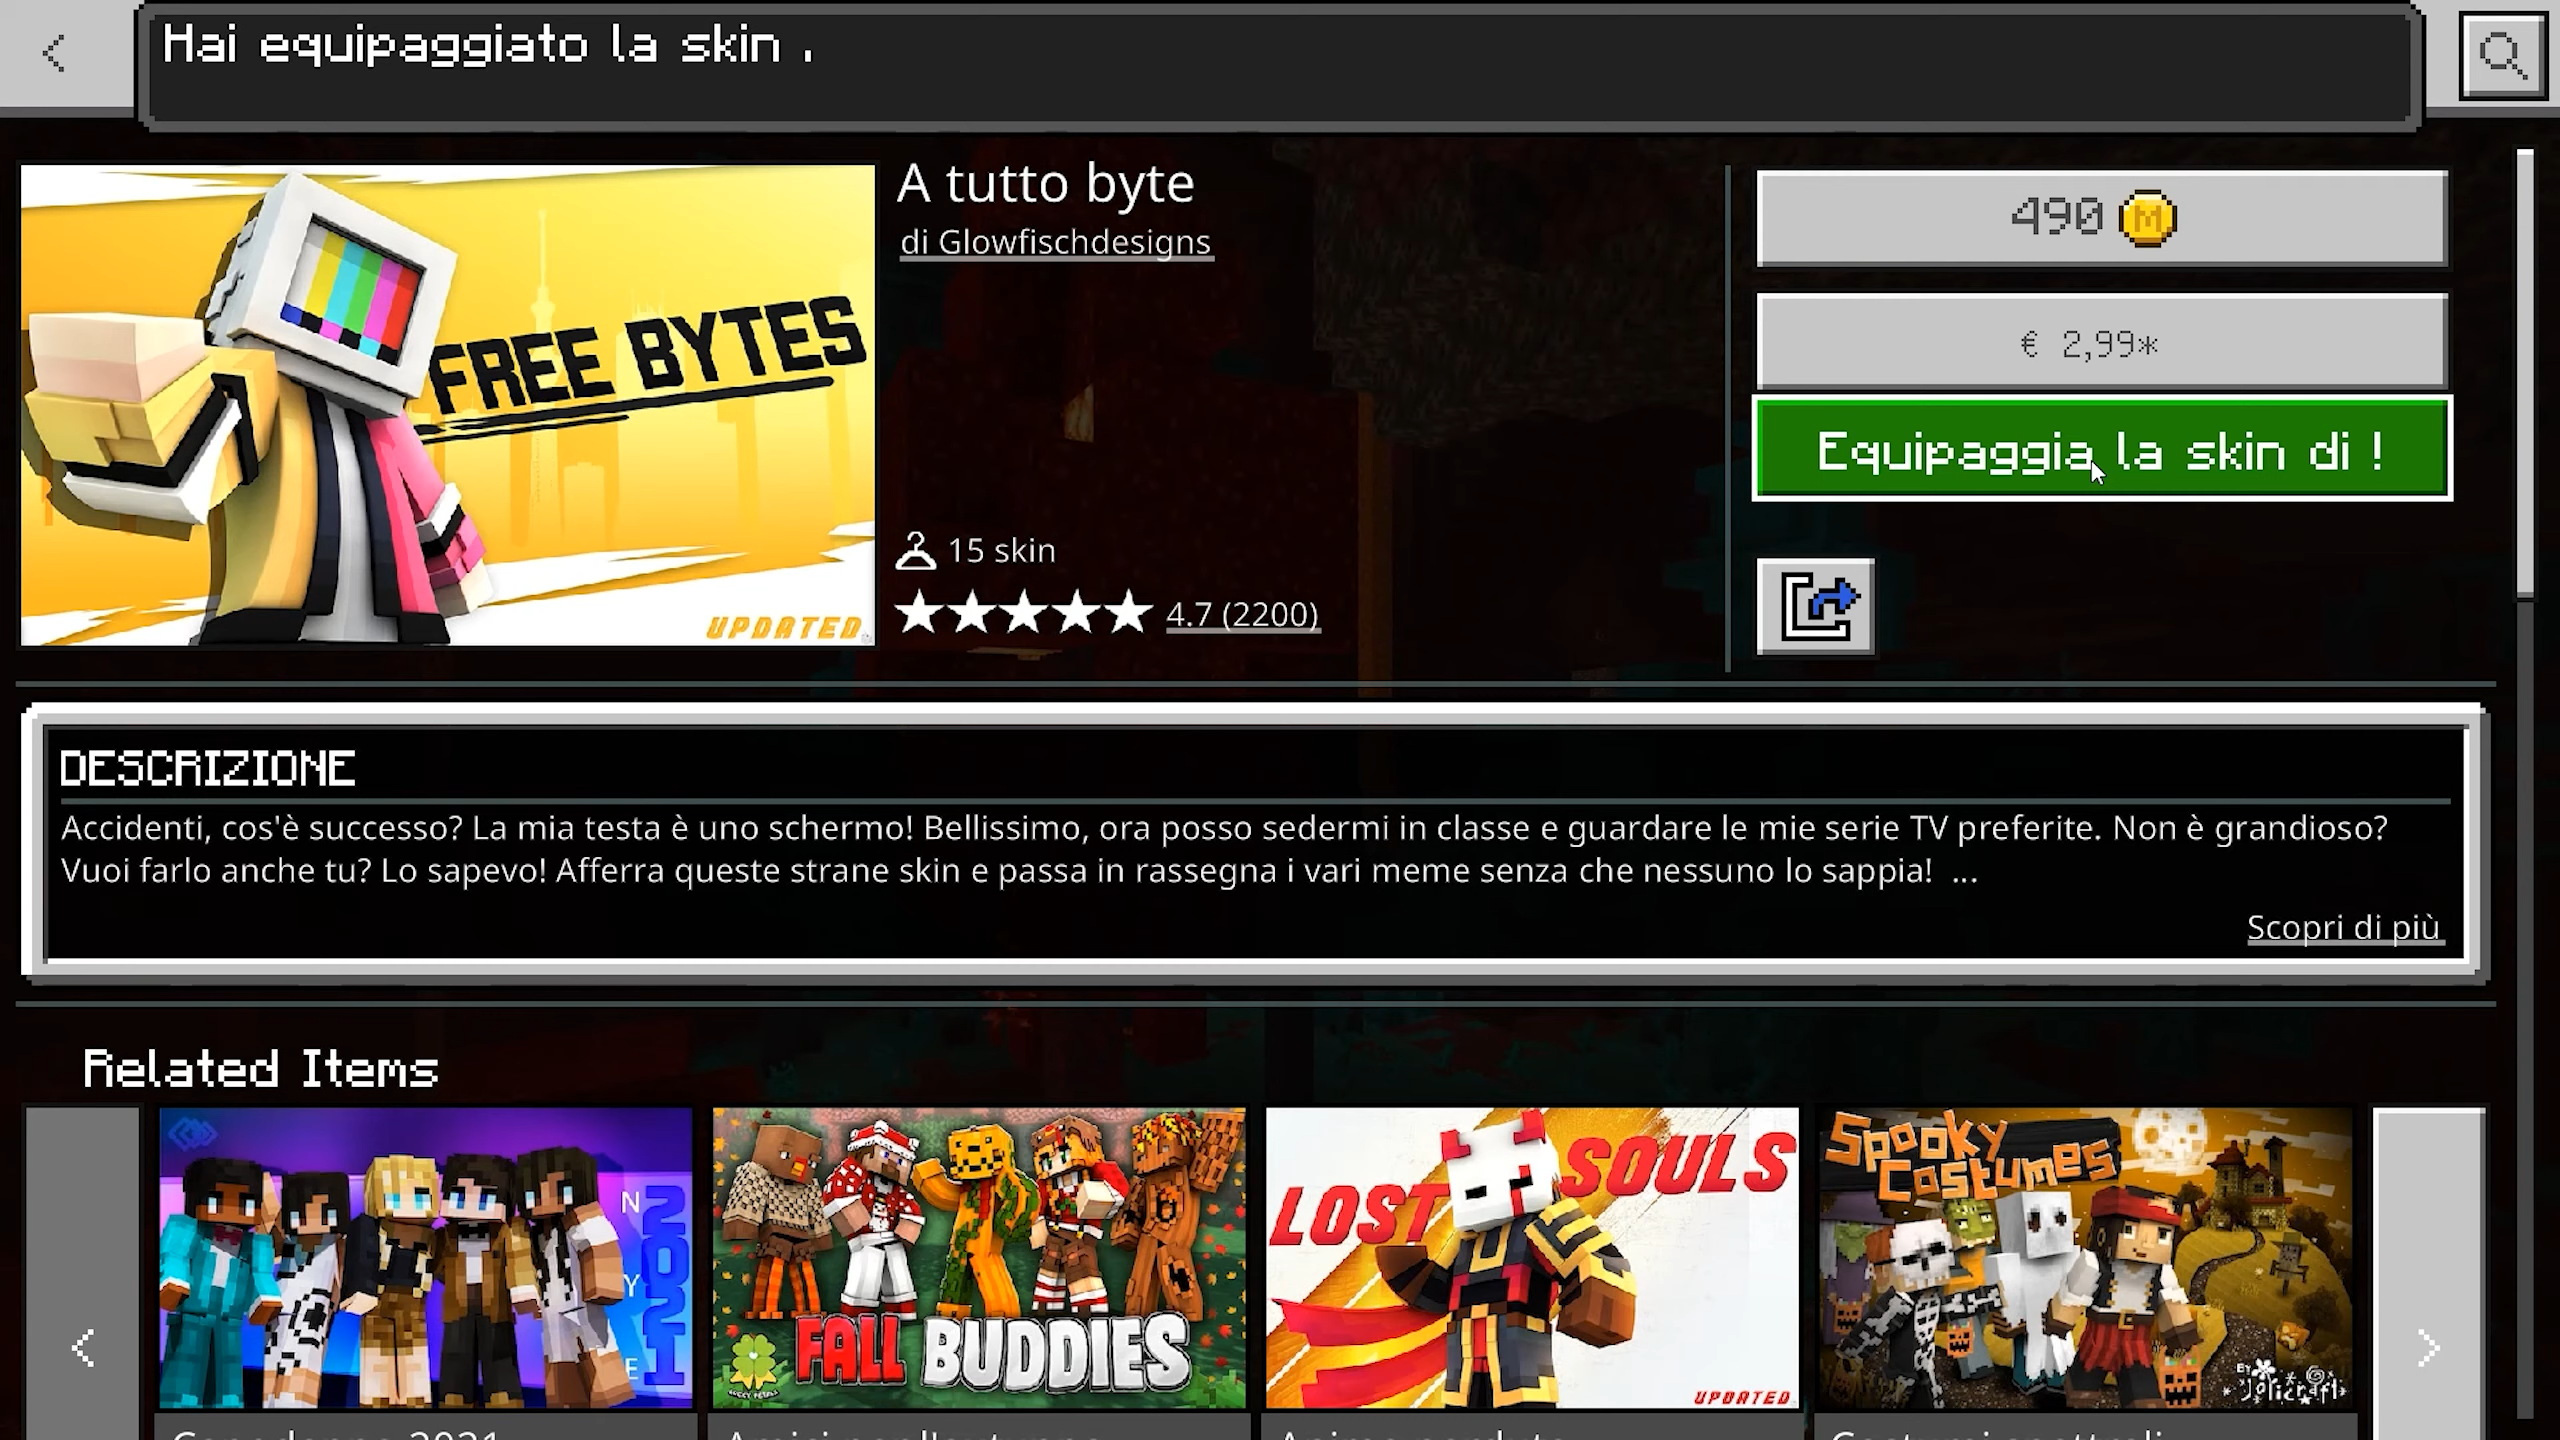 Hai equipaggiato la skin .
FREE BYTES
UPDATED
A tutto byte
di Glowfischdesigns
15 skin
4.7 (2200)
490
€ 2,99*
Equipaggia la skin di !
DESCRIZIONE
Accidenti, cos'è successo? La mia testa è uno schermo! Bellissimo, ora posso sedermi in classe e guardare le mie serie TV preferite. Non è grandioso?
Vuoi farlo anche tu? Lo sapevo! Afferra queste strane skin e passa in rassegna i vari meme senza che nessuno lo sappia! ...
Scopri di più
Related Items
N
Y
E
2021
FALL BUDDIES
LOST SOULS
UPDATED
Spooky
Costumes
BY
Jolicraft